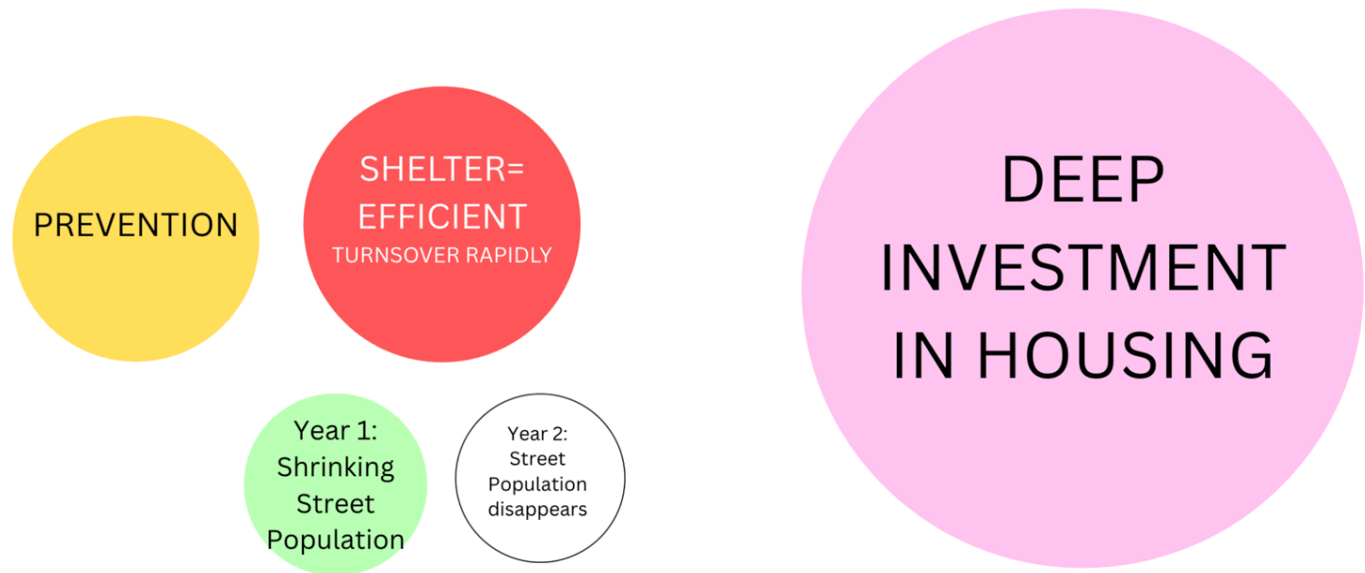 PREVENTION
SHELTER=
EFFICIENT
TURNSOVER RAPIDLY
DEEP
INVESTMENT
IN HOUSING
Year 1:
Shrinking
Street
Population
Year 2:
Street
Population
disappears